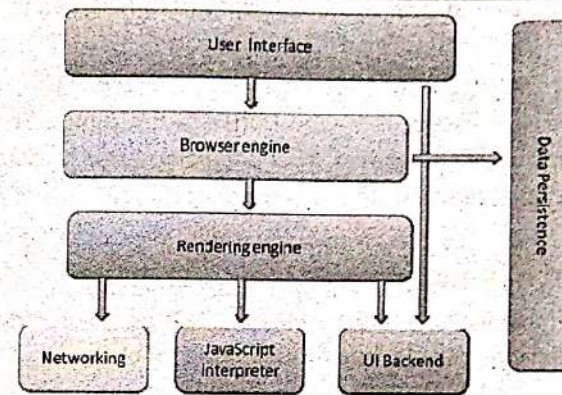 User Interface
Browser engine
Data Persistence
Rendering engine
Networking
JavaScript
Interpreter
UI Backend